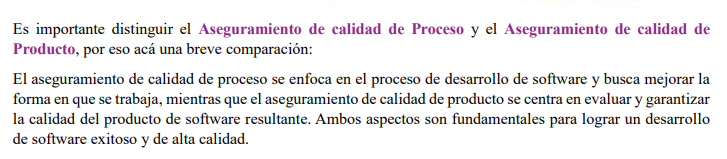 Es importante distinguir el Aseguramiento de calidad de Proceso y el Aseguramiento de calidad de
Producto, por eso acá una breve comparación:
El aseguramiento de calidad de proceso se enfoca en el proceso de desarrollo de software y busca mejorar la
forma en que se trabaja, mientras que el aseguramiento de calidad de producto se centra en evaluar y garantizar
la calidad del producto de software resultante. Ambos aspectos son fundamentales para lograr un desarrollo
de software exitoso y de alta calidad.